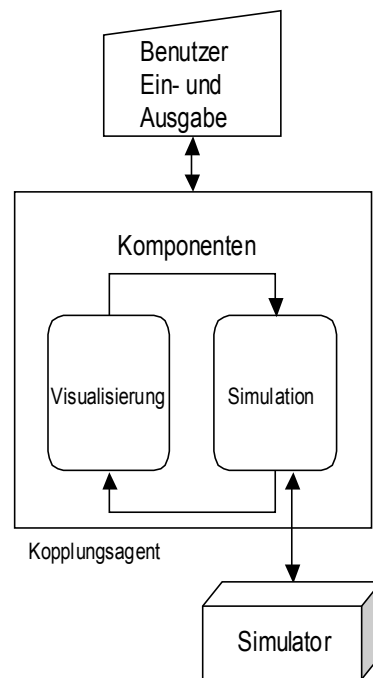 Benutzer
Ein- und
Ausgabe
Komponenten
Visualisierung
Simulation
Kopplungsagent
Simulator